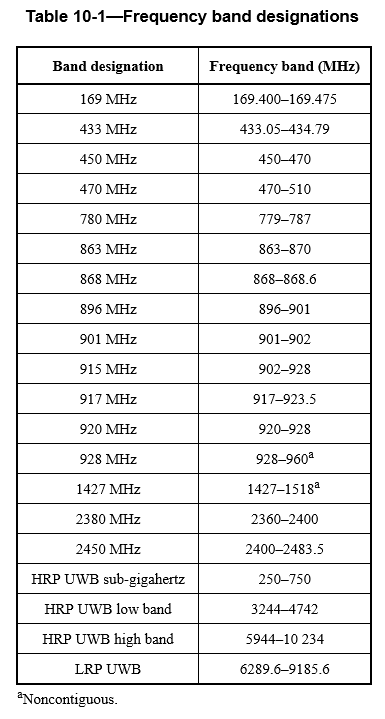 Table 10-1—Frequency band designations
Band designation Frequency band (MHz)
169 MHz 169.400–169.475
433 MHz 433.05–434.79
450 MHz 450–470
470 MHz 470–510
780 MHz 779–787
863 MHz 863–870
868 MHz 868–868.6
896 MHz 896–901
901 MHz 901–902
915 MHz 902–928
917 MHz 917–923.5
920 MHz 920–928
928 MHz 928–960a
1427 MHz 1427–1518a
2380 MHz 2360–2400
2450 MHz 2400–2483.5
HRP UWB sub-gigahertz 250–750
HRP UWB low band 3244–4742
HRP UWB high band 5944–10 234
LRP UWB 6289.6–9185.6
aNoncontiguous.